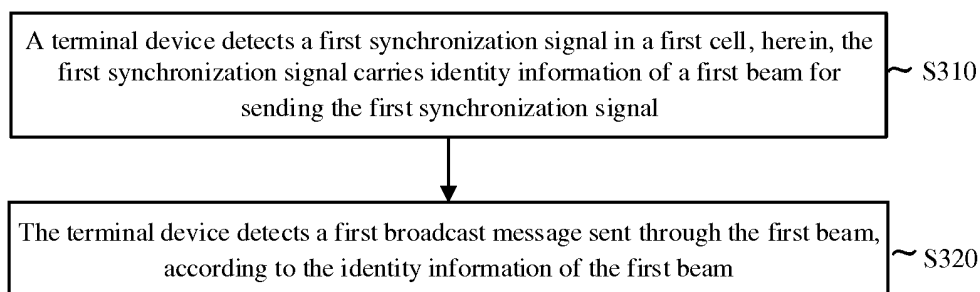 A terminal device detects a first synchronization signal in a first cell, herein, the
first synchronization signal carries identity information of a first beam for
sending the first synchronization signal
~ S310
The terminal device detects a first broadcast message sent through the first beam,
according to the identity information of the first beam
~ S320